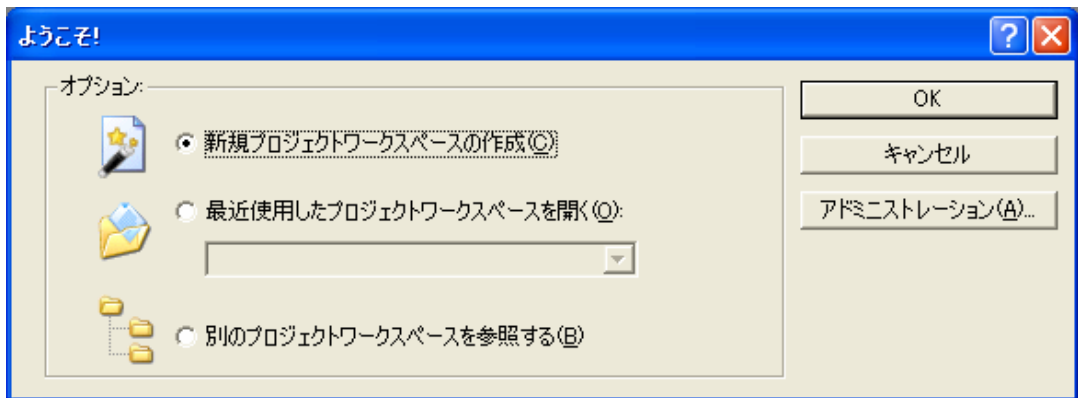 ようこそ!
オプション:
新規プロジェクトワークスペースの作成(C)
最近使用したプロジェクトワークスペースを開く(O):
別のプロジェクトワークスペースを参照する(B)
OK
キャンセル
アドミニストレーション(A)...